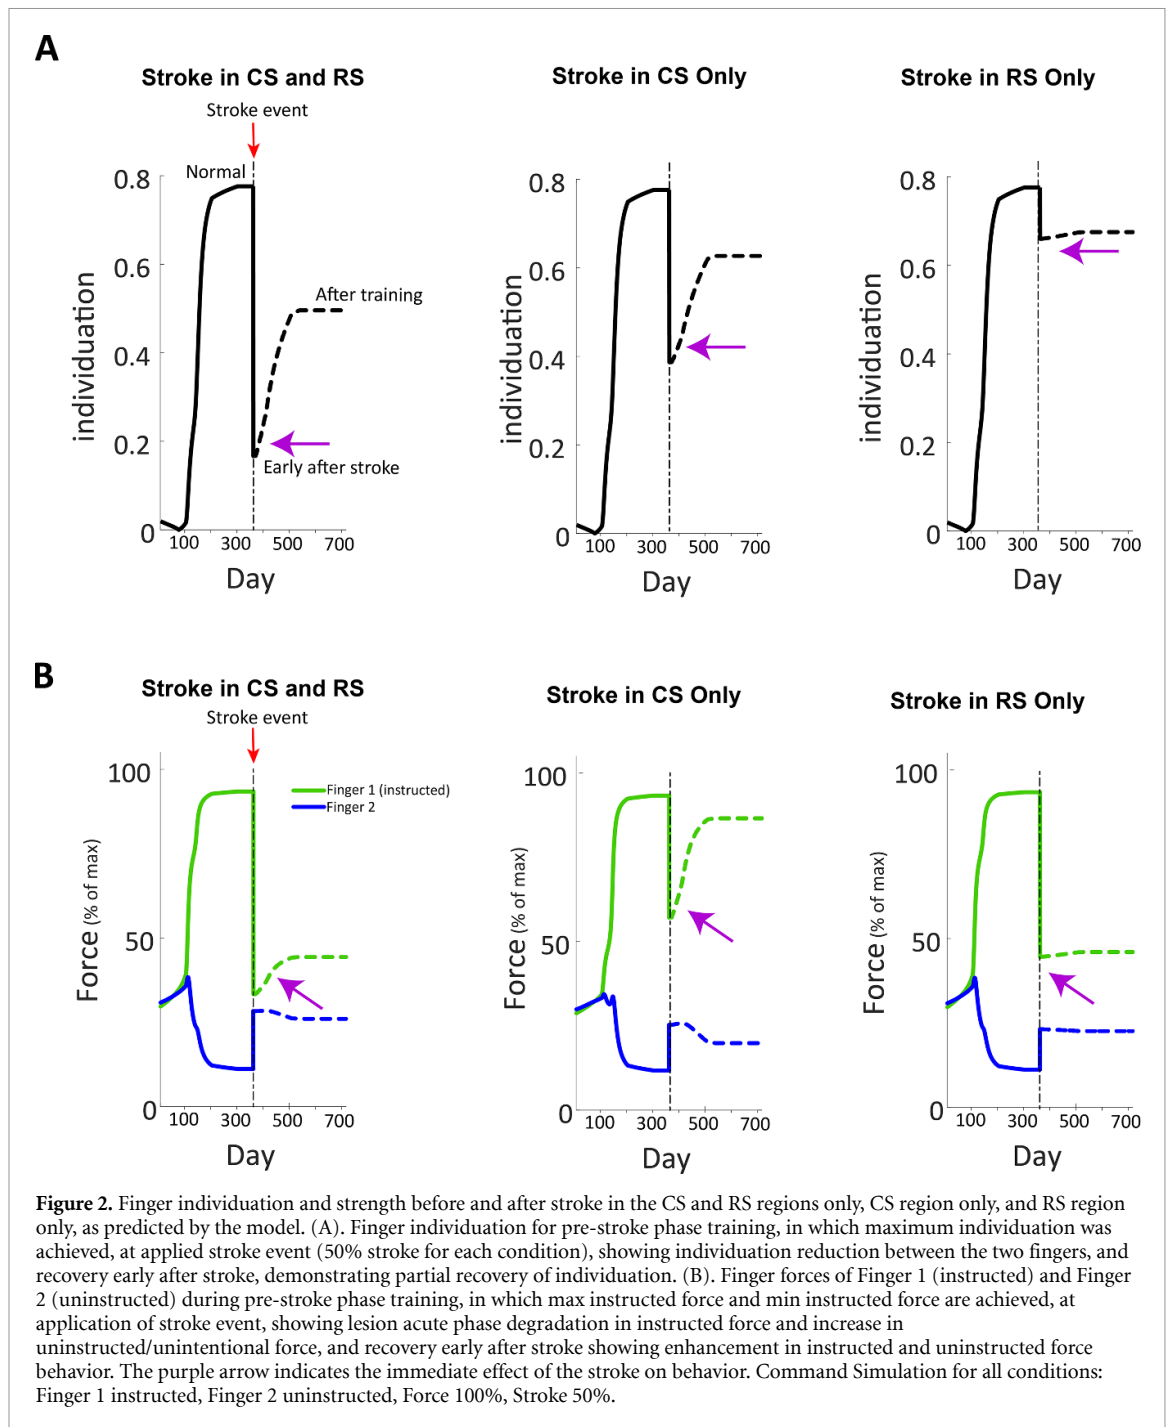 A
Stroke in CS and RS
Stroke in CS Only
Stroke in RS Only
Stroke event
Normal
After training
Early after stroke
individuation
0.8
0.6
0.4
0.2
0
100 300 500 700
Day
individuation
0.8
0.6
0.4
0.2
0
100 300 500 700
Day
individuation
0.8
0.6
0.4
0.2
0
100 300 500 700
Day
B
Stroke in CS and RS
Stroke in CS Only
Stroke in RS Only
Stroke event
Finger 1 (instructed)
Finger 2
Force (% of max)
100
50
0
100 300 500 700
Day
Force (% of max)
100
50
0
100 300 500 700
Day
Force (% of max)
100
50
0
100 300 500 700
Day
Figure 2. Finger individuation and strength before and after stroke in the CS and RS regions only, CS region only, and RS region
only, as predicted by the model. (A). Finger individuation for pre-stroke phase training, in which maximum individuation was
achieved, at applied stroke event (50% stroke for each condition), showing individuation reduction between the two fingers, and
recovery early after stroke, demonstrating partial recovery of individuation. (B). Finger forces of Finger 1 (instructed) and Finger
2 (uninstructed) during pre-stroke phase training, in which max instructed force and min instructed force are achieved, at
application of stroke event, showing lesion acute phase degradation in instructed force and increase in
uninstructed/unintentional force, and recovery early after stroke showing enhancement in instructed and uninstructed force
behavior. The purple arrow indicates the immediate effect of the stroke on behavior. Command Simulation for all conditions:
Finger 1 instructed, Finger 2 uninstructed, Force 100%, Stroke 50%.